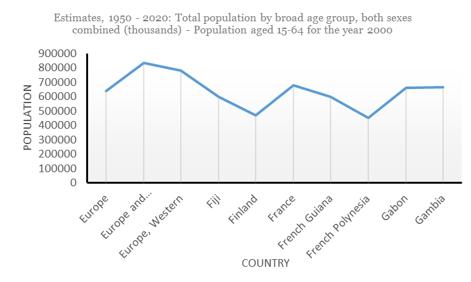 Estimates, 1950 - 2020: Total population by broad age group, both sexes
combined (thousands) - Population aged 15-64 for the year 2000
900000
800000
700000
600000
500000
400000
300000
200000
100000
0
POPULATION
Europe
Europe and...
Europe, Western
Fiji
Finland
France
French Guiana
French Polynesia
Gabon
Gambia
COUNTRY